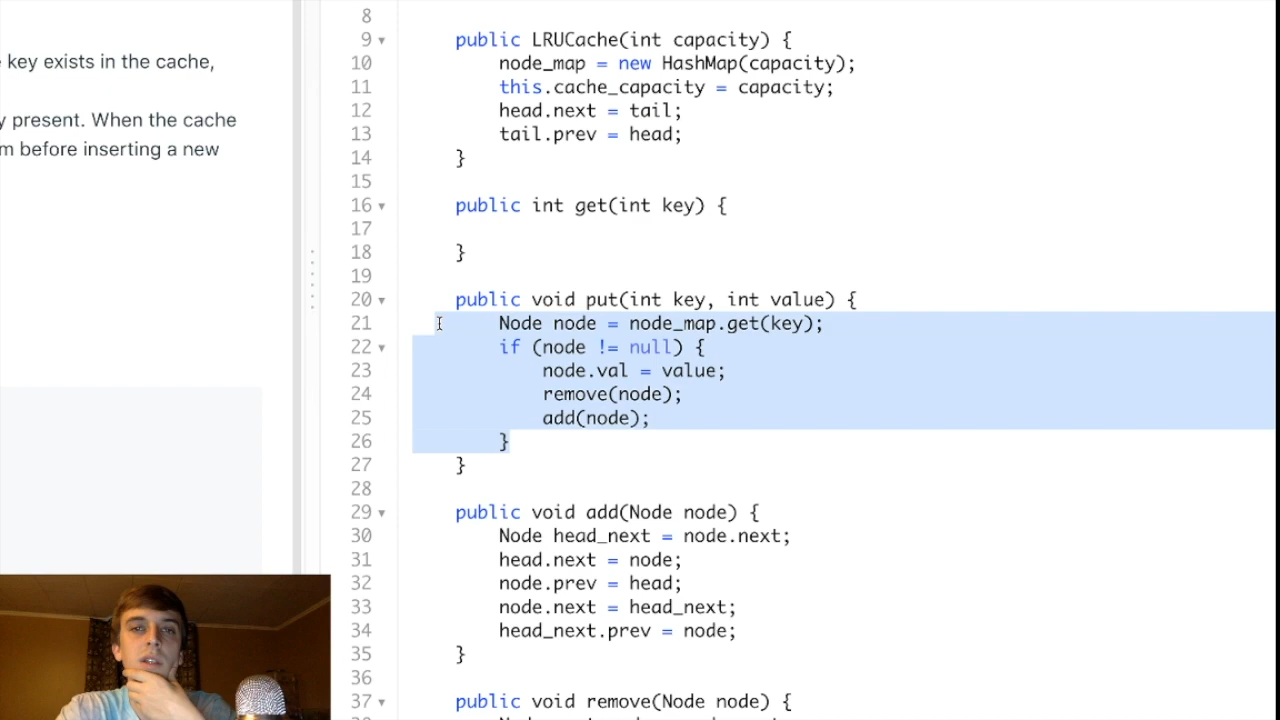 key exists in the cache,
y present. When the cache
m before inserting a new
8
9 public LRUCache(int capacity) {
10 node_map = new HashMap(capacity);
11 this.cache_capacity = capacity;
12 head.next = tail;
13 tail.prev = head;
14 }
15
16 public int get(int key) {
17
18 }
19
20 public void put(int key, int value) {
21 Node node = node_map.get(key);
22 if (node != null) {
23 node.val = value;
24 remove(node);
25 add(node);
26 }
27 }
28
29 public void add(Node node) {
30 Node head_next = node.next;
31 head.next = node;
32 node.prev = head;
33 node.next = head_next;
34 head_next.prev = node;
35 }
36
37 public void remove(Node node) {